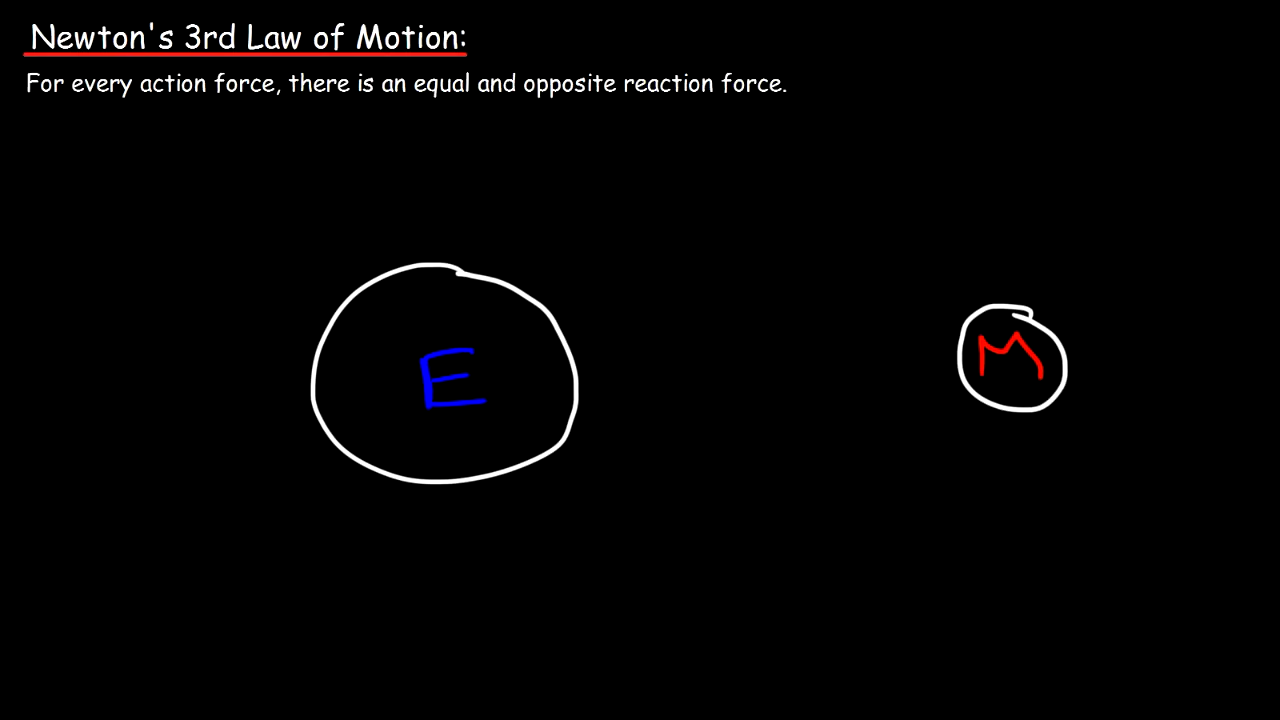 Newton's 3rd Law of Motion:
For every action force, there is an equal and opposite reaction force.
E
M